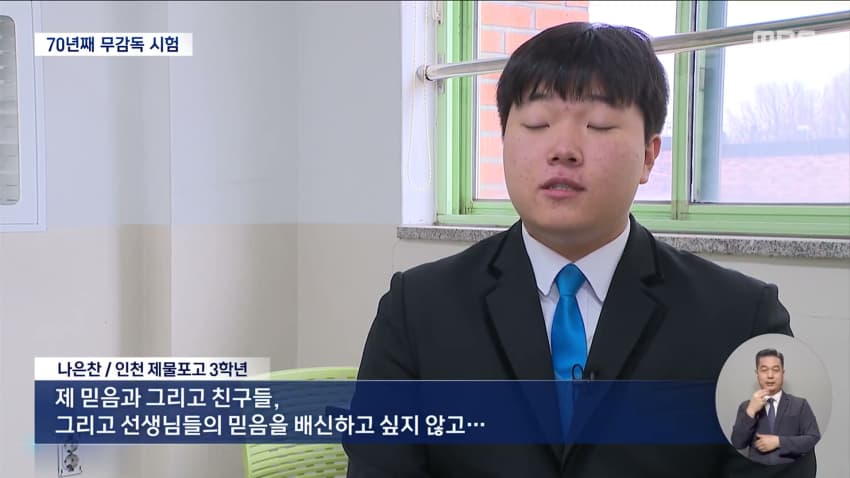 70년째 무감독 시험
MBC
나은찬 / 인천 제물포고 3학년
제 믿음과 그리고 친구들,
그리고 선생님들의 믿음을 배신하고 싶지 않고…